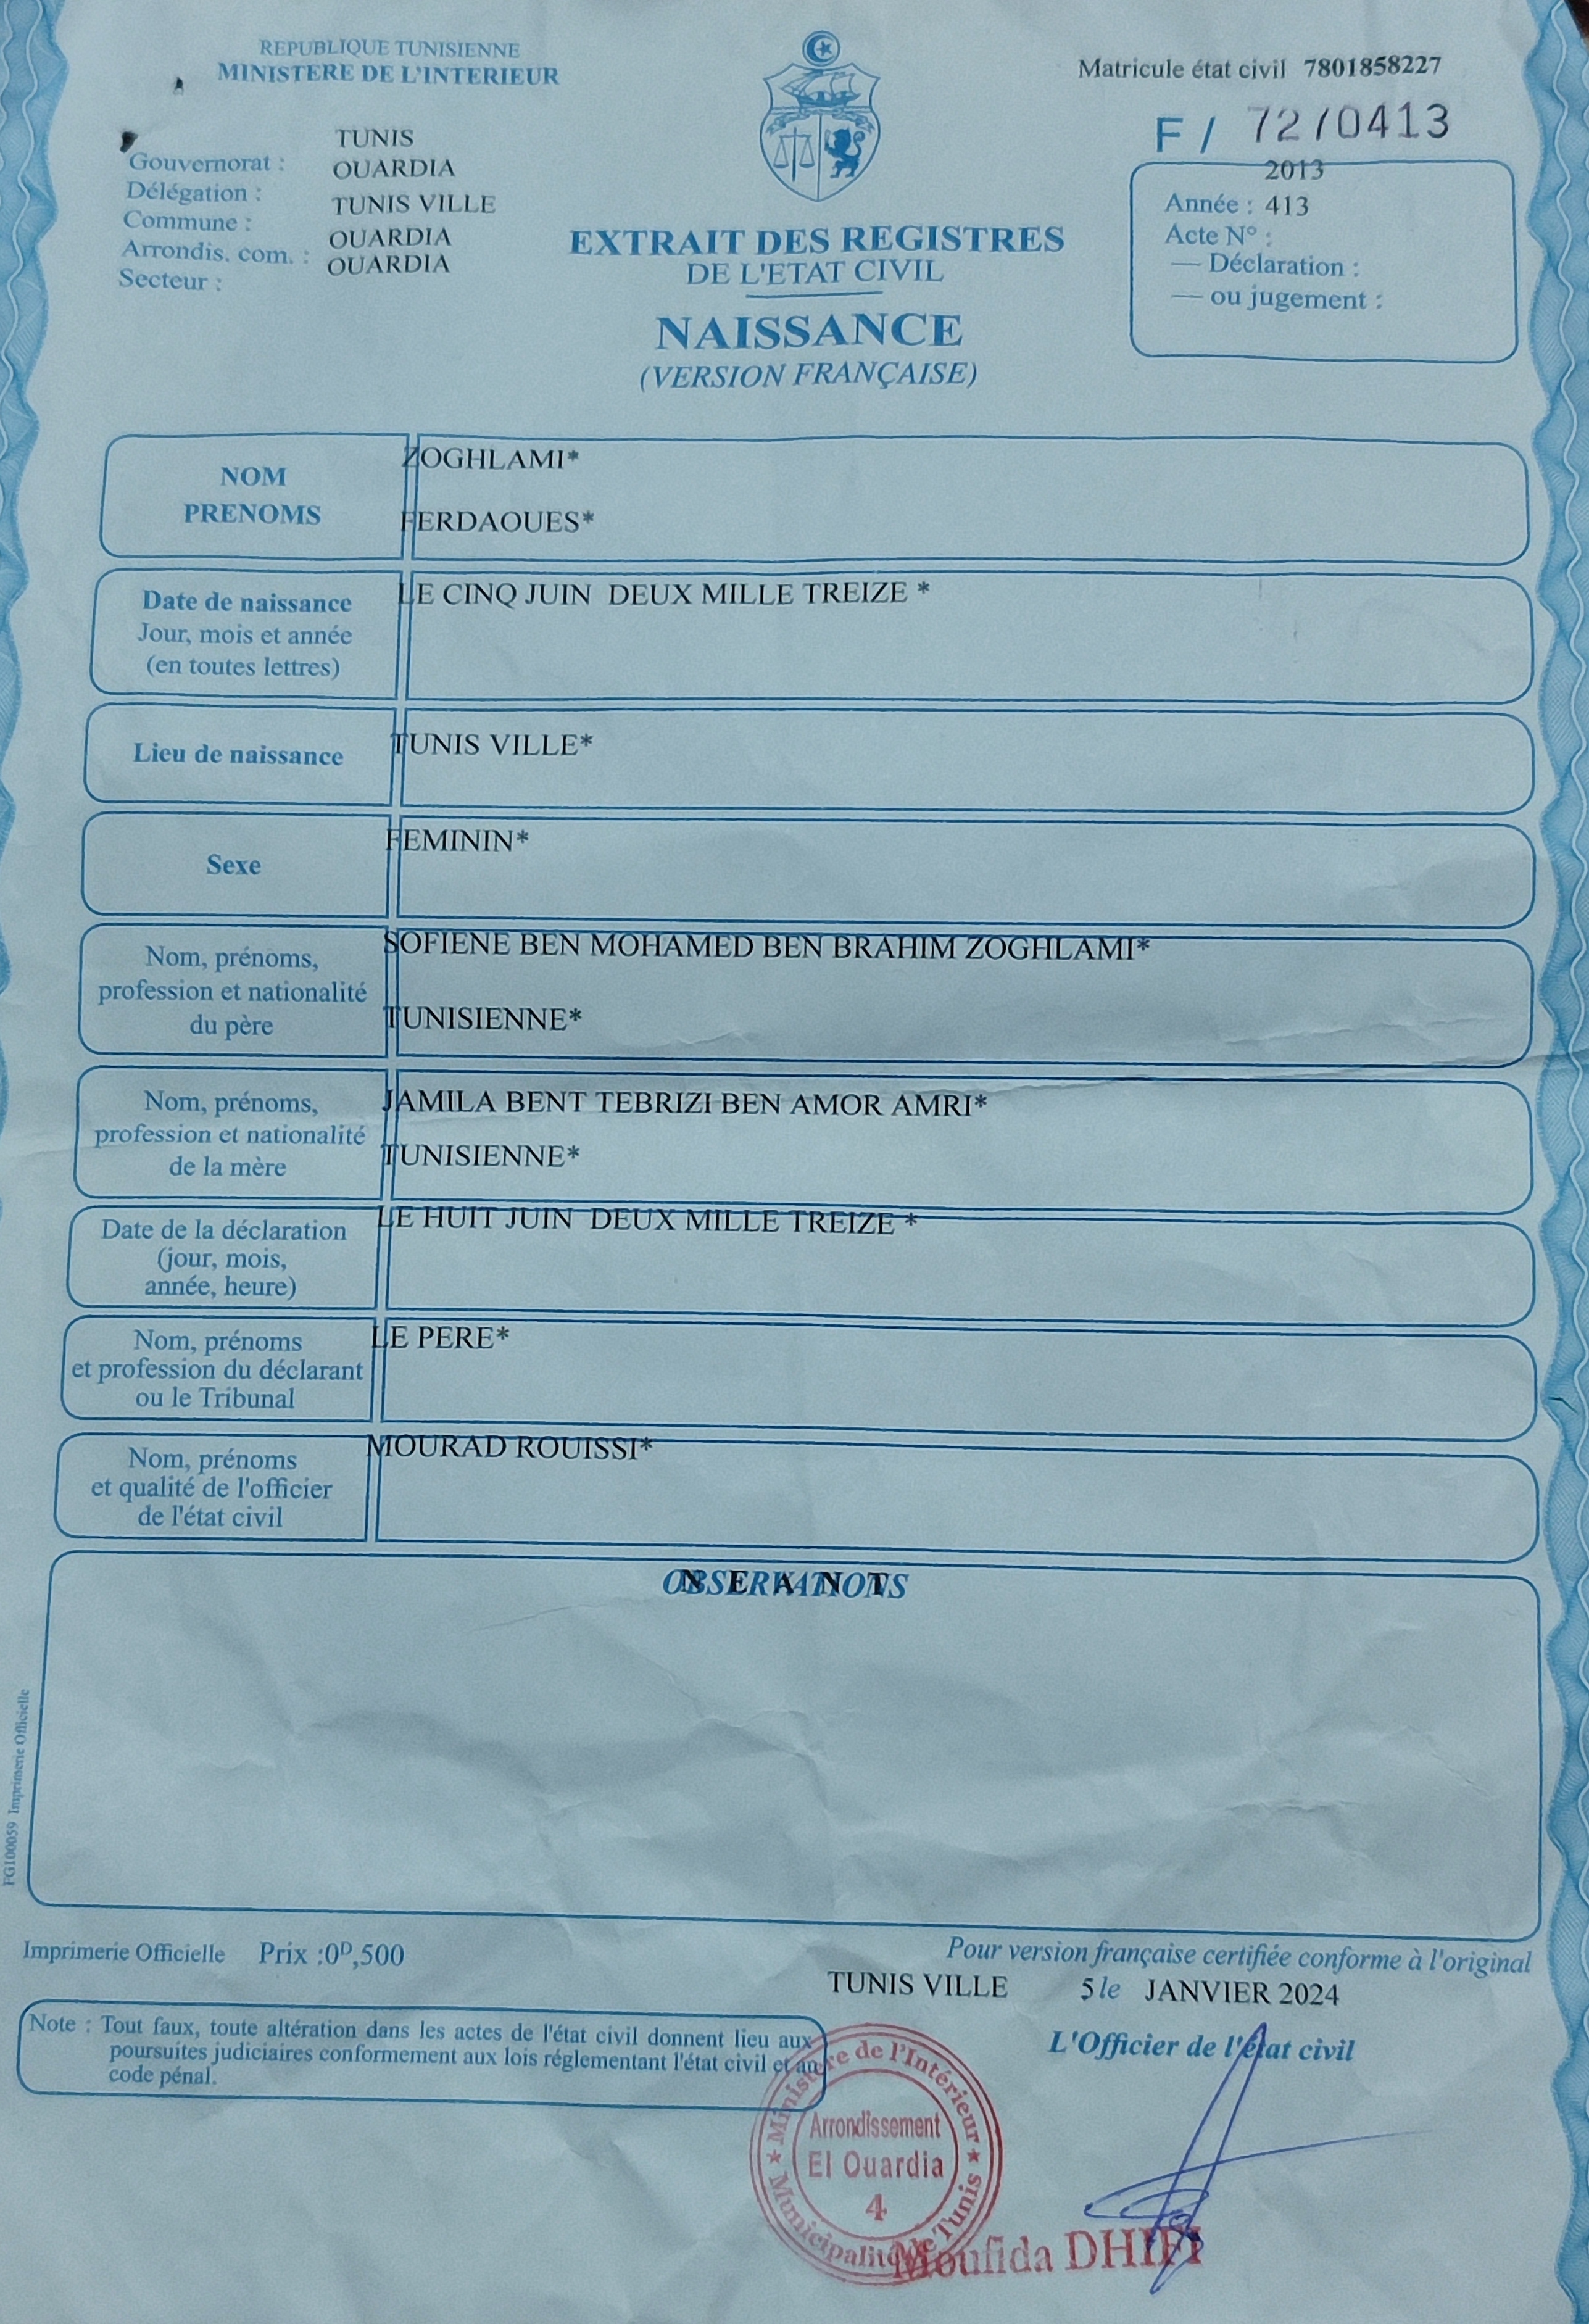 REPUBLIQUE TUNISIENNE
MINISTERE DE L'INTERIEUR
Matricule état civil 7801858227
F / 72/0413
TUNIS
Gouvernorat : OUARDIA
Délégation : TUNIS VILLE
Commune : OUARDIA
Arrondis. com. : OUARDIA
Secteur :
2013
Année : 413
Acte N° :
— Déclaration :
— ou jugement :
EXTRAIT DES REGISTRES
DE L'ETAT CIVIL
NAISSANCE
(VERSION FRANÇAISE)
NOM ZOGHLAMI*
PRENOMS FERDAOUES*
Date de naissance LE CINQ JUIN DEUX MILLE TREIZE *
Jour, mois et année
(en toutes lettres)
Lieu de naissance TUNIS VILLE*
Sexe FEMININ*
Nom, prénoms, SOFIENE BEN MOHAMED BEN BRAHIM ZOGHLAMI*
profession et nationalité
du père TUNISIENNE*
Nom, prénoms, JAMILA BENT TEBRIZI BEN AMOR AMRI*
profession et nationalité
de la mère TUNISIENNE*
Date de la déclaration LE HUIT JUIN DEUX MILLE TREIZE *
(jour, mois,
année, heure)
Nom, prénoms LE PERE*
et profession du déclarant
ou le Tribunal
Nom, prénoms MOURAD ROUISSI*
et qualité de l'officier
de l'état civil
OBSERVATIONS
N E A N T
FG100059 Imprimerie Officielle
Imprimerie Officielle Prix :0ᴰ,500
Pour version française certifiée conforme à l'original
TUNIS VILLE 5 le JANVIER 2024
L'Officier de l'état civil
Note : Tout faux, toute altération dans les actes de l'état civil donnent lieu aux
poursuites judiciaires conformement aux lois réglementant l'état civil et au
code pénal.
Ministère de l'Intérieur
Arrondissement
El Ouardia
4
Municipalité de Tunis
Moufida DHIFI